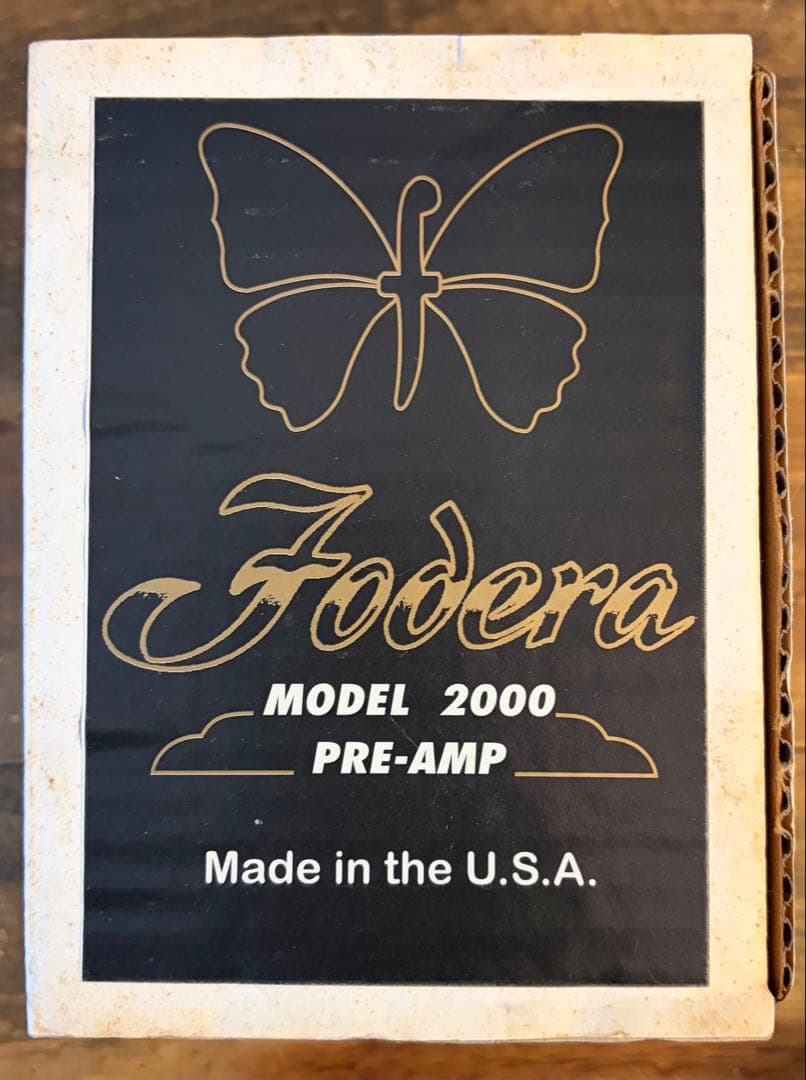 Fodera
MODEL 2000
PRE-AMP
Made in the U.S.A.